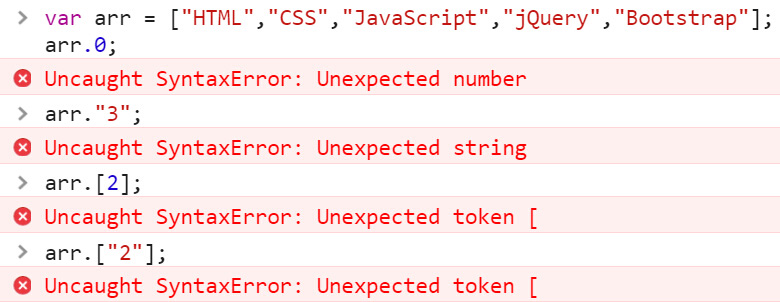 > var arr = ["HTML","CSS","JavaScript","jQuery","Bootstrap"];
arr.0;
Uncaught SyntaxError: Unexpected number
> arr."3";
Uncaught SyntaxError: Unexpected string
> arr.[2];
Uncaught SyntaxError: Unexpected token [
> arr.["2"];
Uncaught SyntaxError: Unexpected token [